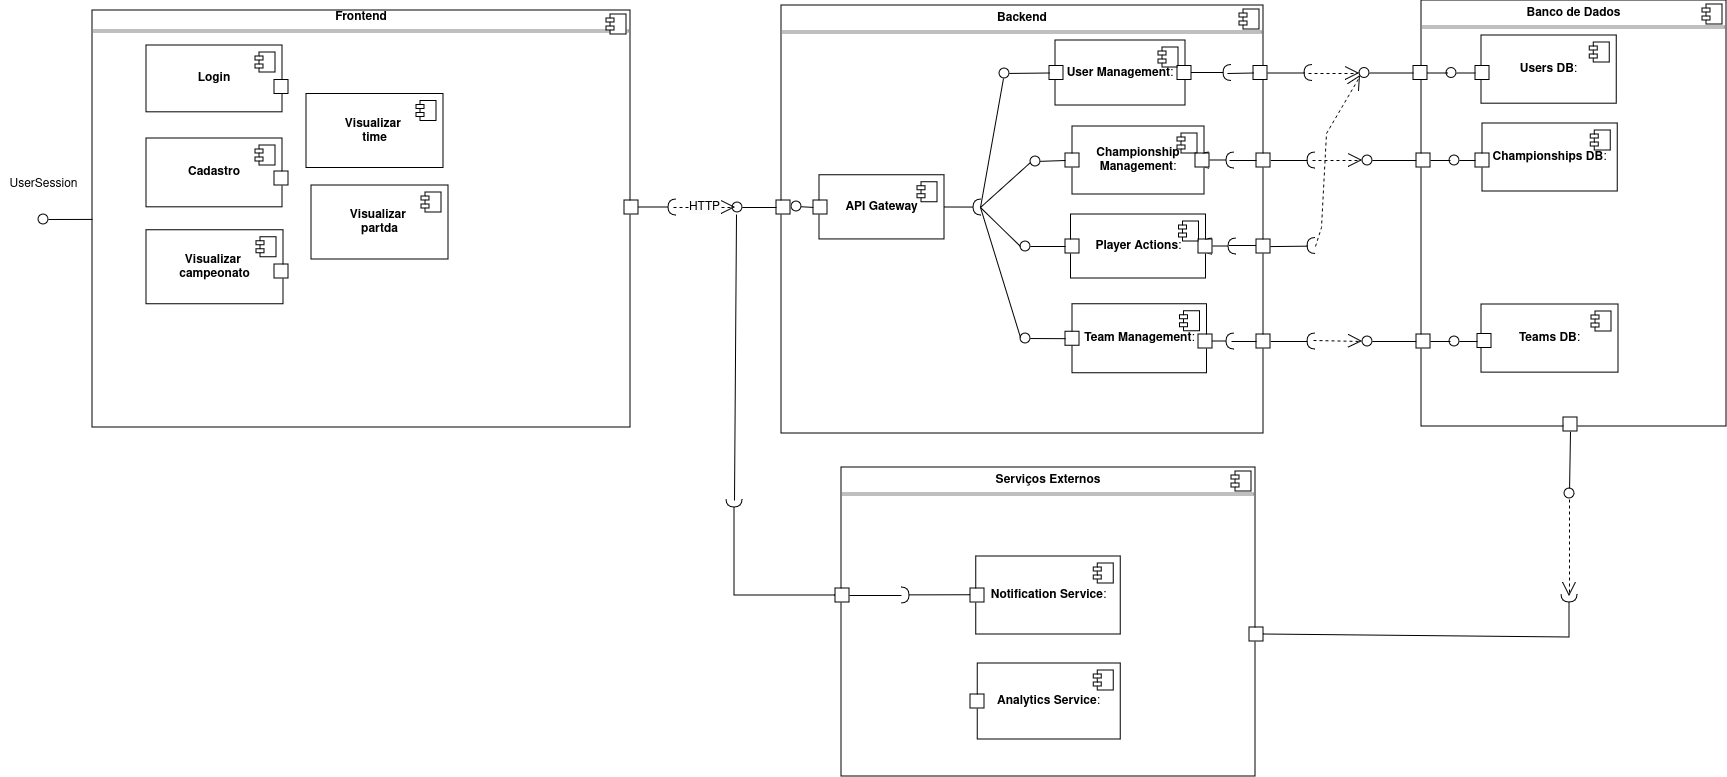 Frontend
Login
Visualizar
time
Cadastro
UserSession
Visualizar
partda
Visualizar
campeonato
HTTP
Backend
API Gateway
User Management:
Championship
Management:
Player Actions:
Team Management:
Banco de Dados
Users DB:
Championships DB:
Teams DB:
Serviços Externos
Notification Service:
Analytics Service: